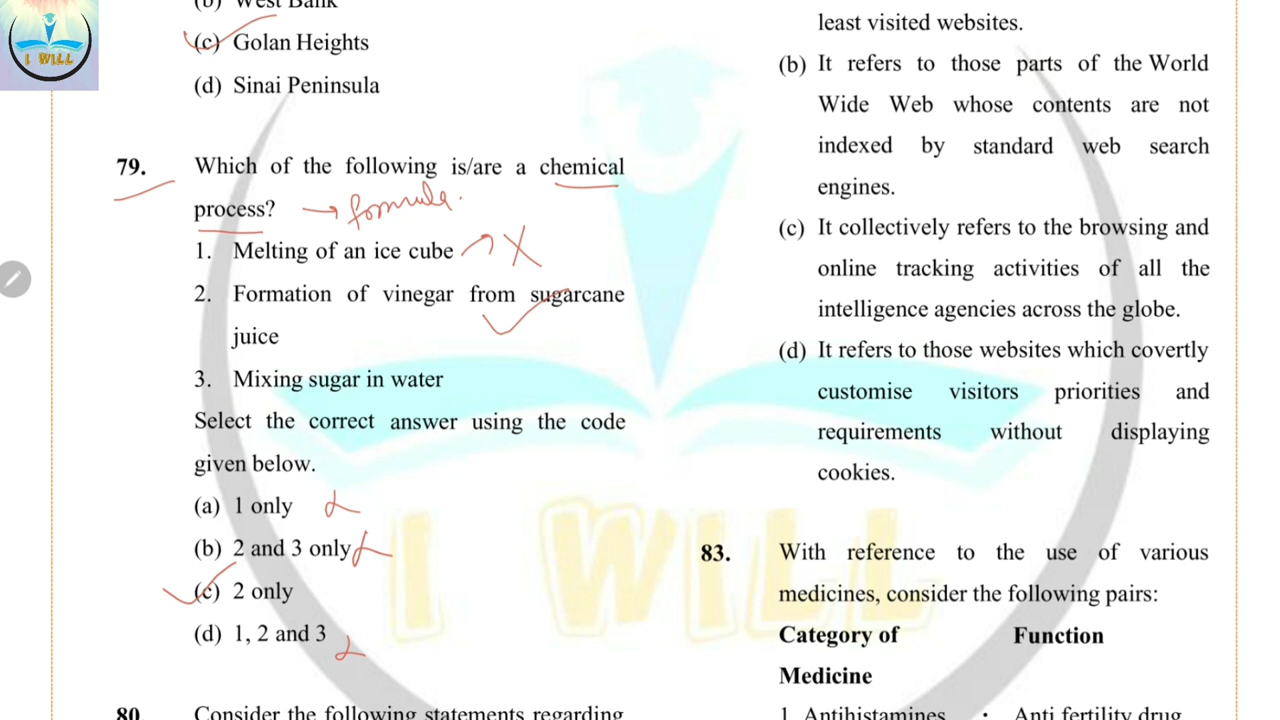 (b) West Bank
(c) Golan Heights
(d) Sinai Peninsula
79. Which of the following is/are a chemical
process? → formula.
1. Melting of an ice cube
2. Formation of vinegar from sugarcane
juice
3. Mixing sugar in water
Select the correct answer using the code
given below.
(a) 1 only
(b) 2 and 3 only
(c) 2 only
(d) 1, 2 and 3
80. Consider the following statements regarding
least visited websites.
(b) It refers to those parts of the World
Wide Web whose contents are not
indexed by standard web search
engines.
(c) It collectively refers to the browsing and
online tracking activities of all the
intelligence agencies across the globe.
(d) It refers to those websites which covertly
customise visitors priorities and
requirements without displaying
cookies.
83. With reference to the use of various
medicines, consider the following pairs:
Category of Function
Medicine
1. Antihistamines : Anti fertility drug
I WILL
I WILL